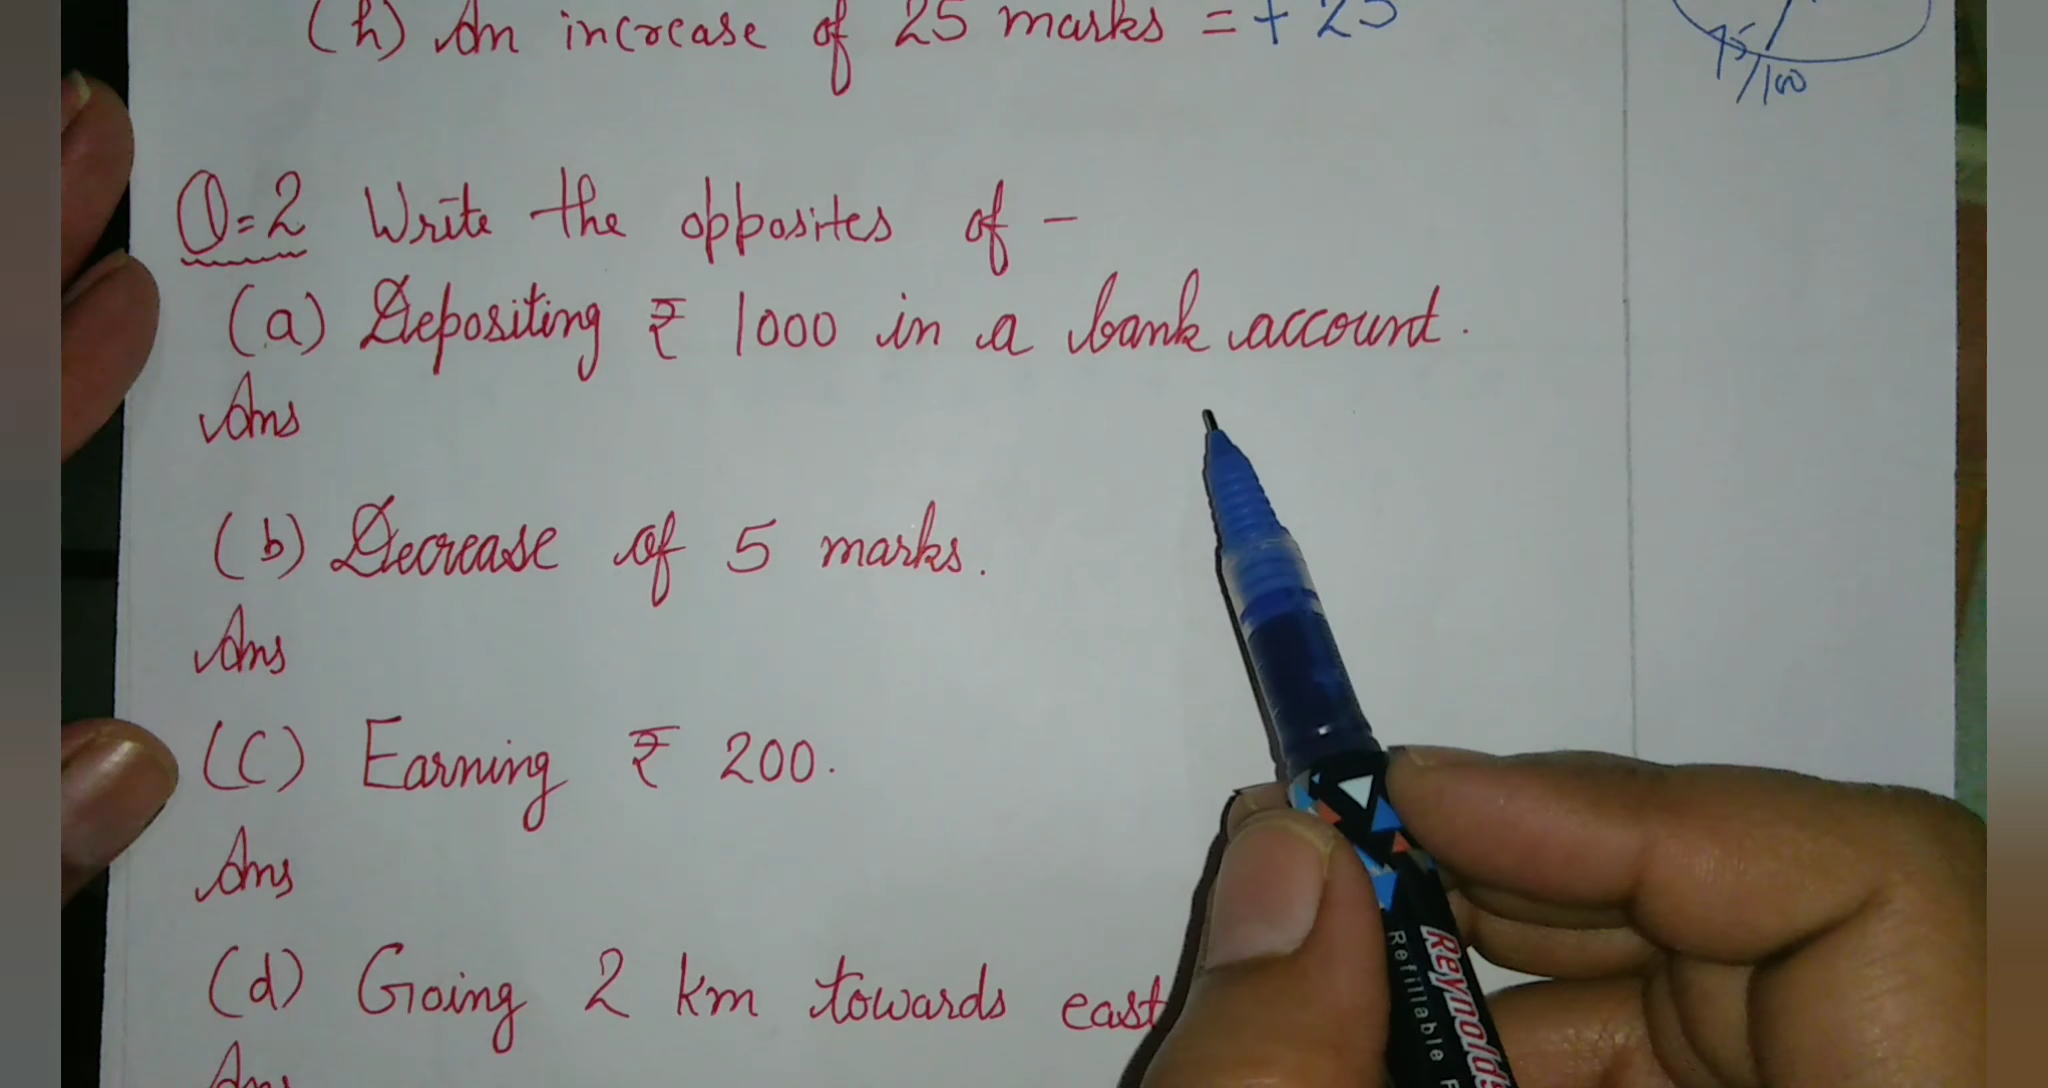 (h) An increase of 25 marks = + 25
75/100
Q=2 Write the opposites of -
(a) Depositing ₹ 1000 in a bank account.
Ans
(b) Decrease of 5 marks.
Ans
(C) Earning ₹ 200.
Ans
(d) Going 2 km towards east
Ans
Reynolds
Refillable